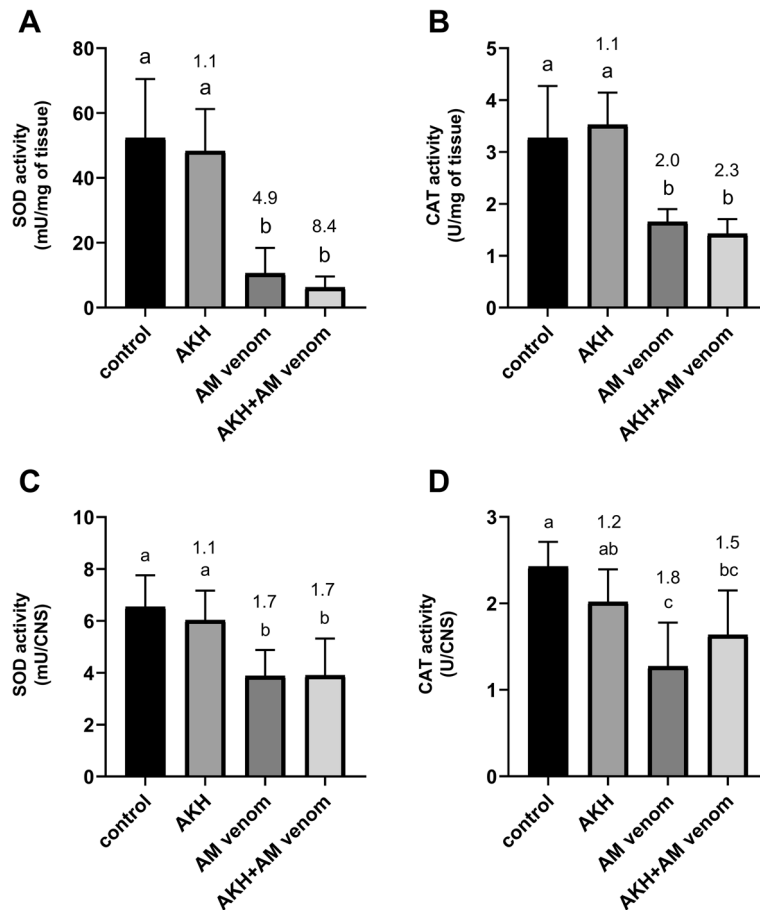 A
SOD activity
(mU/mg of tissue)
80
60
40
20
0
a
1.1
a
4.9
b
8.4
b
control
AKH
AM venom
AKH+AM venom
B
CAT activity
(U/mg of tissue)
5
4
3
2
1
0
a
1.1
a
2.0
b
2.3
b
control
AKH
AM venom
AKH+AM venom
C
SOD activity
(mU/CNS)
10
8
6
4
2
0
a
1.1
a
1.7
b
1.7
b
control
AKH
AM venom
AKH+AM venom
D
CAT activity
(U/CNS)
3
2
1
0
a
1.2
ab
1.8
c
1.5
bc
control
AKH
AM venom
AKH+AM venom